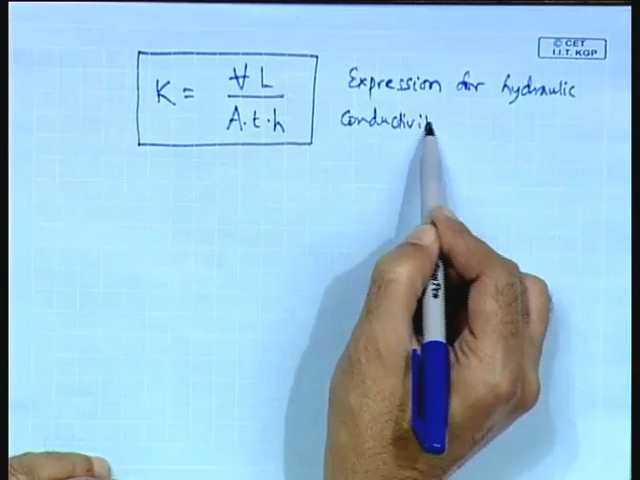 © CET
I.I.T. KGP
K = ∀ L / A.t.h
Expression for hydraulic
Conductivi